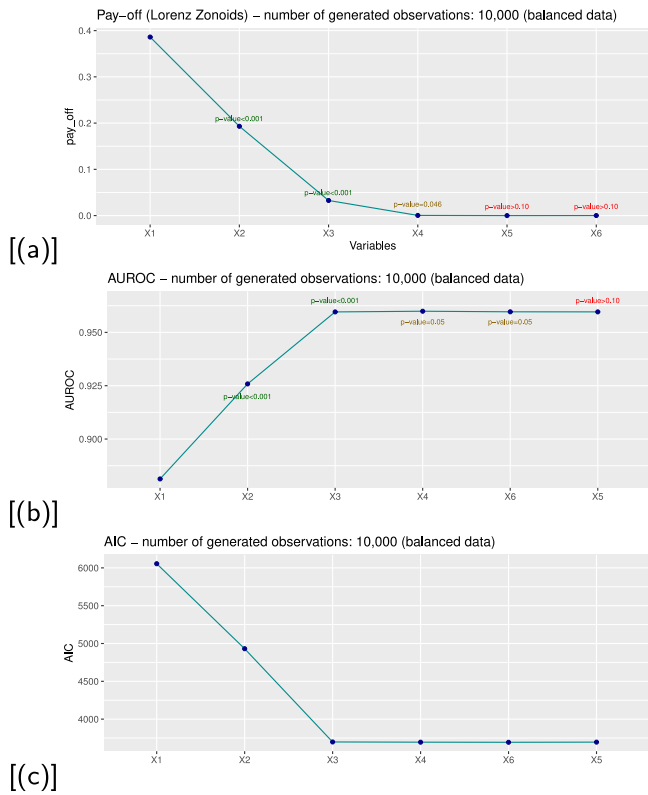 Pay−off (Lorenz Zonoids) − number of generated observations: 10,000 (balanced data)
0.4
0.3
0.2
0.1
0.0
pay_off
p−value<0.001
p−value<0.001
p−value=0.046
p−value>0.10
p−value>0.10
X1 X2 X3 X4 X5 X6
Variables
[(a)]
AUROC − number of generated observations: 10,000 (balanced data)
p−value<0.001
p−value>0.10
0.950
p−value=0.05
p−value=0.05
0.925
p−value<0.001
0.900
AUROC
X1 X2 X3 X4 X6 X5
[(b)]
AIC − number of generated observations: 10,000 (balanced data)
6000
5000
4500
4000
AIC
X1 X2 X3 X4 X6 X5
[(c)]